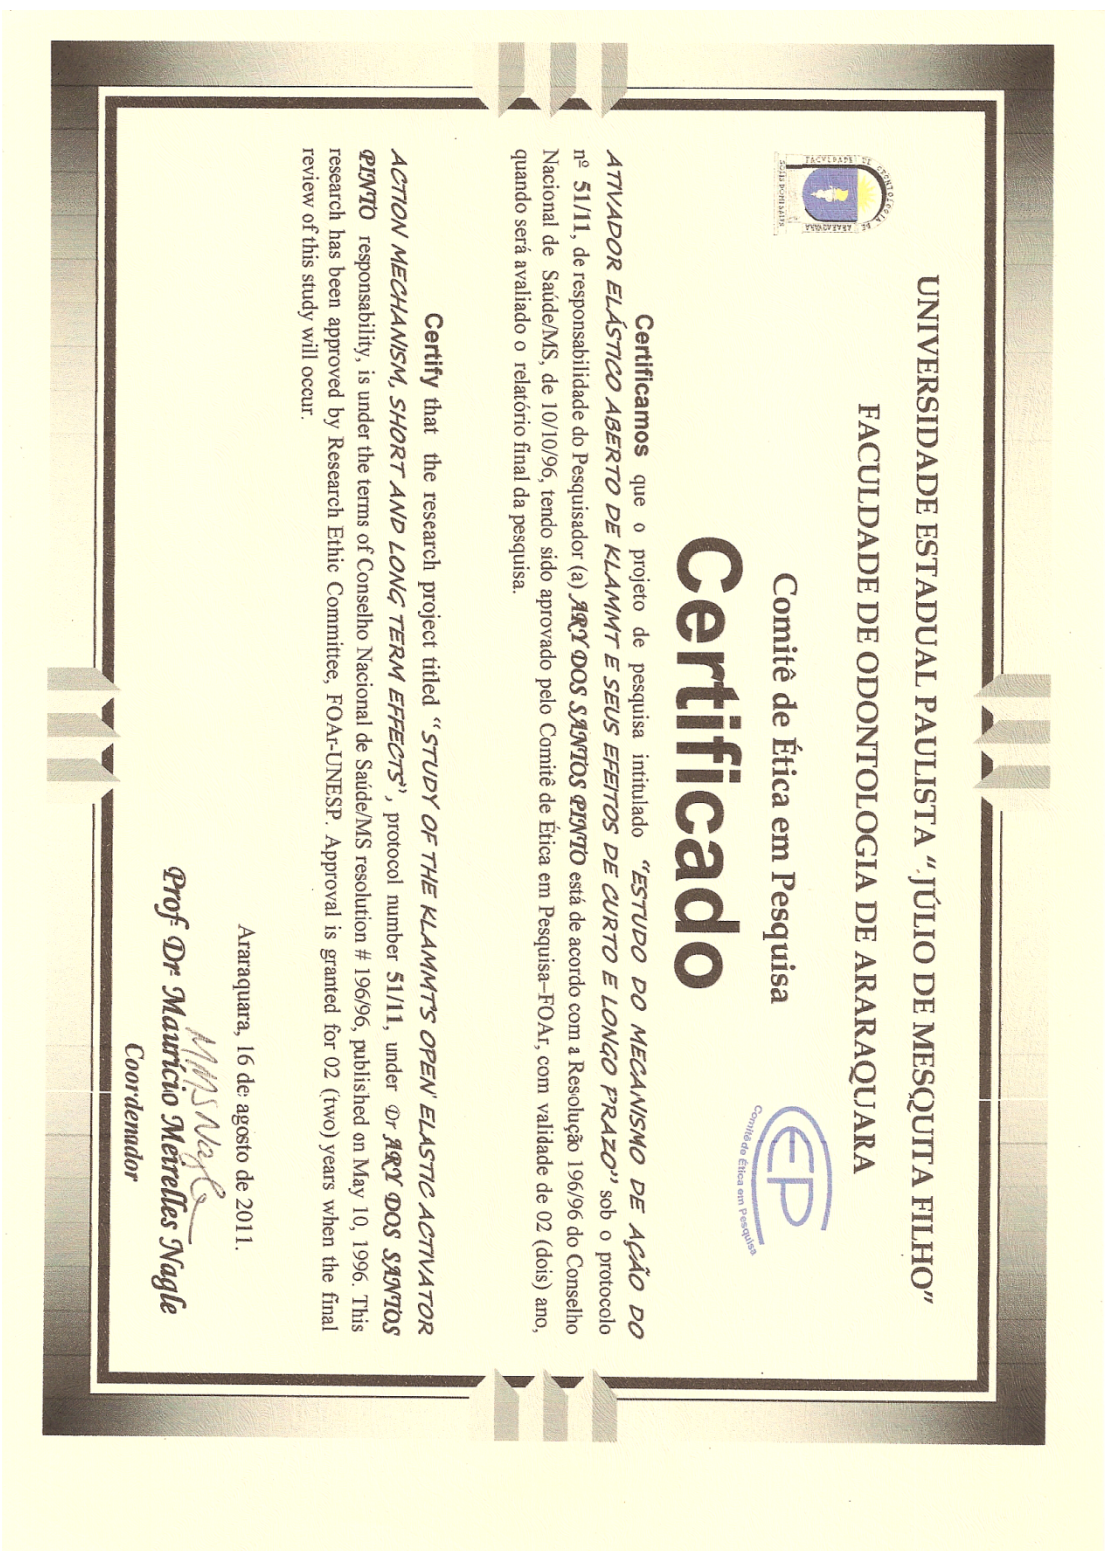 UNIVERSIDADE ESTADUAL PAULISTA "JÚLIO DE MESQUITA FILHO"
FACULDADE DE ODONTOLOGIA DE ARARAQUARA
FACULDADE DE ODONTOLOGIA DE
ARARAQUARA
Comitê de Ética em Pesquisa
CEP
Comitê de Ética em Pesquisa
Certificado
Certificamos que o projeto de pesquisa intitulado "ESTUDO DO MECANISMO DE AÇÃO DO
ATIVADOR ELÁSTICO ABERTO DE KLAMMT E SEUS EFEITOS DE CURTO E LONGO PRAZO" sob o protocolo
nº 51/11, de responsabilidade do Pesquisador (a) ARY DOS SANTOS PINTO está de acordo com a Resolução 196/96 do Conselho
Nacional de Saúde/MS, de 10/10/96, tendo sido aprovado pelo Comitê de Ética em Pesquisa–FOAr, com validade de 02 (dois) ano,
quando será avaliado o relatório final da pesquisa.
Certify that the research project titled "STUDY OF THE KLAMMTS OPEN ELASTIC ACTIVATOR
ACTION MECHANISM, SHORT AND LONG TERM EFFECTS", protocol number 51/11, under Dr ARY DOS SANTOS
PINTO responsability, is under the terms of Conselho Nacional de Saúde/MS resolution # 196/96, published on May 10, 1996. This
research has been approved by Research Ethic Committee, FOAr-UNESP. Approval is granted for 02 (two) years when the final
review of this study will occur.
Araraquara, 16 de agosto de 2011.
Prof Dr Maurício Meirelles Nagle
Coordenador